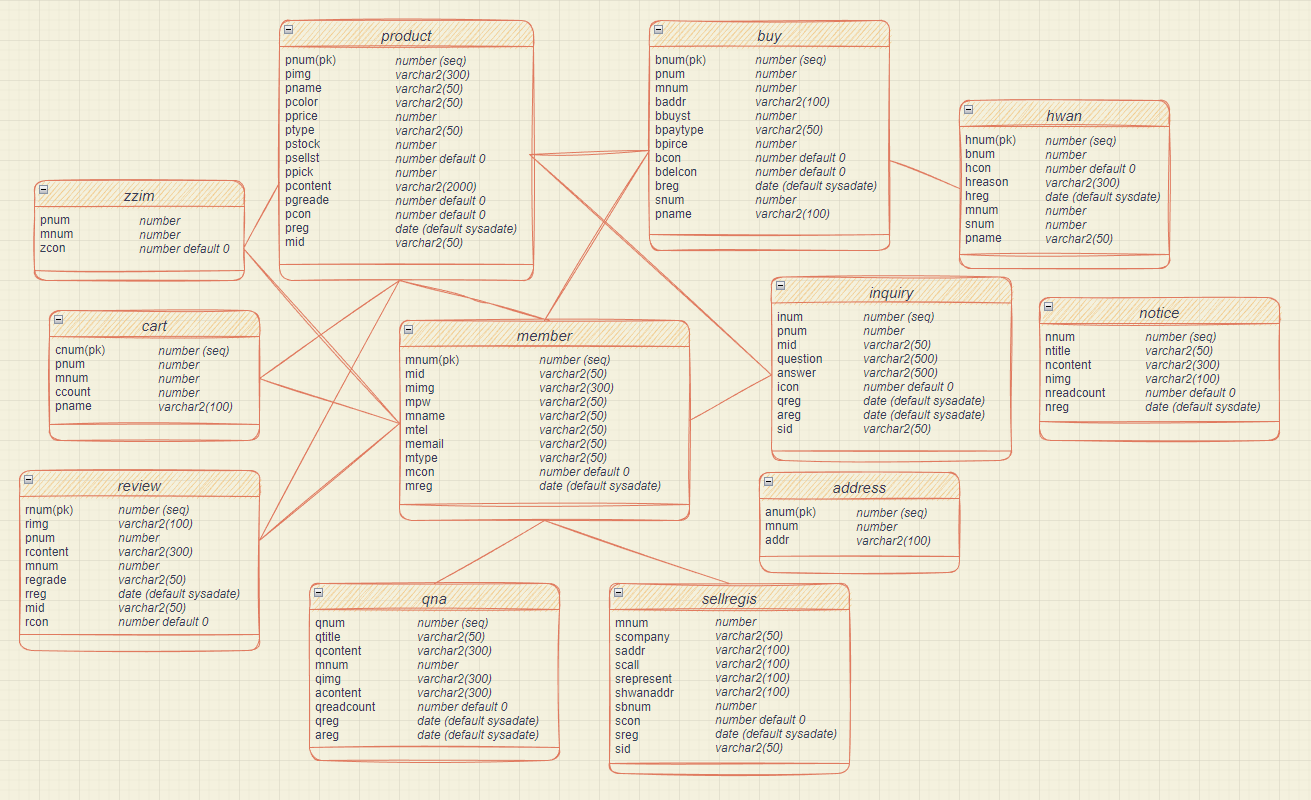 product
pnum(pk) number (seq)
pimg varchar2(300)
pname varchar2(50)
pcolor varchar2(50)
pprice number
ptype varchar2(50)
pstock number
psellst number default 0
ppick number
pcontent varchar2(2000)
pgreade number default 0
pcon number default 0
preg date (default sysadate)
mid varchar2(50)
buy
bnum(pk) number (seq)
pnum number
mnum number
baddr varchar2(100)
bbuyst number
bpaytype varchar2(50)
bpirce number
bcon number default 0
bdelcon number default 0
breg date (default sysadate)
snum number
pname varchar2(100)
hwan
hnum(pk) number (seq)
bnum number
hcon number default 0
hreason varchar2(300)
hreg date (default sysadate)
mnum number
snum number
pname varchar2(50)
zzim
pnum number
mnum number
zcon number default 0
cart
cnum(pk) number (seq)
pnum number
mnum number
ccount number
pname varchar2(100)
member
mnum(pk) number (seq)
mid varchar2(50)
mimg varchar2(300)
mpw varchar2(50)
mname varchar2(50)
mtel varchar2(50)
memail varchar2(50)
mtype varchar2(50)
mcon number default 0
mreg date (default sysadate)
inquiry
inum number (seq)
pnum number
mid varchar2(50)
question varchar2(500)
answer varchar2(500)
icon number default 0
qreg date (default sysadate)
areg date (default sysadate)
sid varchar2(50)
notice
nnum number (seq)
ntitle varchar2(50)
ncontent varchar2(300)
nimg varchar2(100)
nreadcount number default 0
nreg date (default sysdate)
review
rnum(pk) number (seq)
rimg varchar2(100)
pnum number
rcontent varchar2(300)
mnum number
regrade varchar2(50)
rreg date (default sysadate)
mid varchar2(50)
rcon number default 0
address
anum(pk) number (seq)
mnum number
addr varchar2(100)
qna
qnum number (seq)
qtitle varchar2(50)
qcontent varchar2(300)
mnum number
qimg varchar2(300)
acontent varchar2(300)
qreadcount number default 0
qreg date (default sysadate)
areg date (default sysadate)
sellregis
mnum number
scompany varchar2(50)
saddr varchar2(100)
scall varchar2(100)
srepresent varchar2(100)
shwanaddr varchar2(100)
sbnum number
scon number default 0
sreg date (default sysadate)
sid varchar2(50)